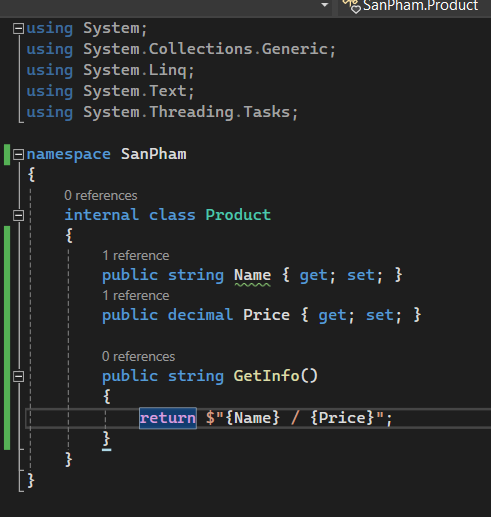 SanPham.Product
using System;
using System.Collections.Generic;
using System.Linq;
using System.Text;
using System.Threading.Tasks;
namespace SanPham
{
0 references
internal class Product
{
1 reference
public string Name { get; set; }
1 reference
public decimal Price { get; set; }
0 references
public string GetInfo()
{
return $"{Name} / {Price}";
}
}
}